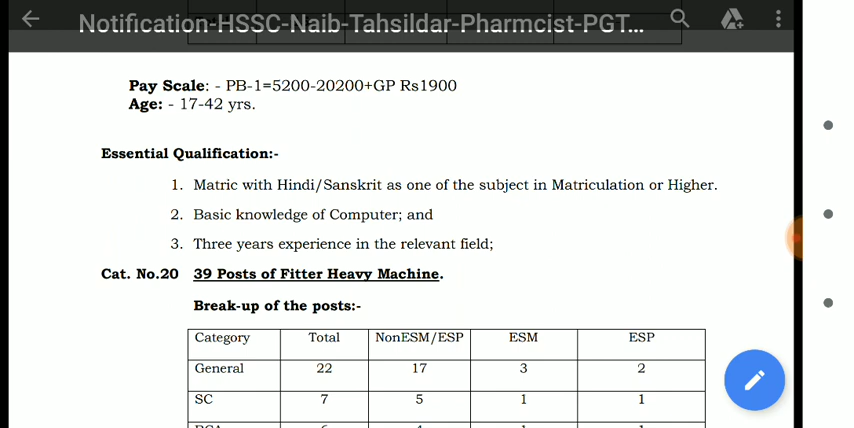 Notification-HSSC-Naib-Tahsildar-Pharmcist-PGT...
Pay Scale: - PB-1=5200-20200+GP Rs1900
Age: - 17-42 yrs.
Essential Qualification:-
1. Matric with Hindi/Sanskrit as one of the subject in Matriculation or Higher.
2. Basic knowledge of Computer; and
3. Three years experience in the relevant field;
Cat. No.20 39 Posts of Fitter Heavy Machine.
Break-up of the posts:-
Category Total NonESM/ESP ESM ESP
General 22 17 3 2
SC 7 5 1 1